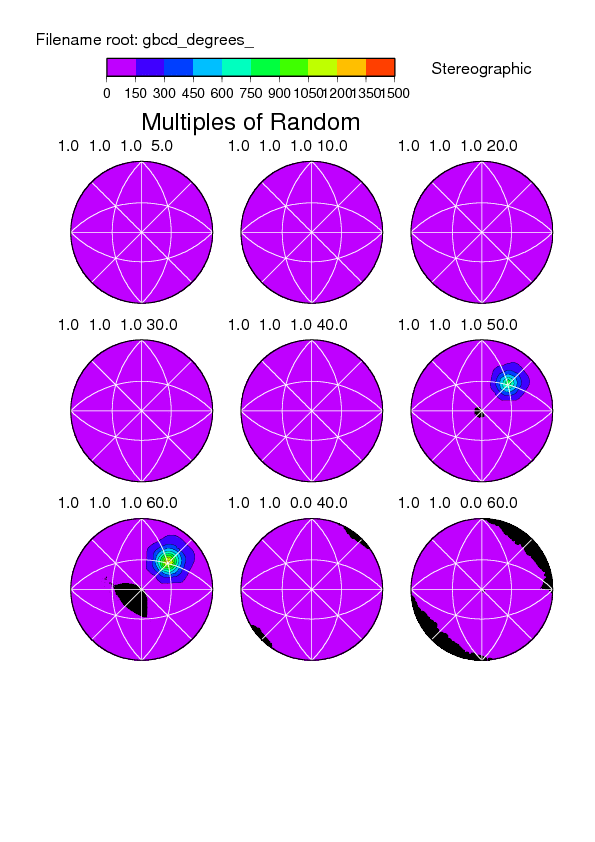 Filename root: gbcd_degrees_
Stereographic
0 150 300 450 600 750 900 1050 1200 1350 1500
Multiples of Random
1.0 1.0 1.0 5.0 1.0 1.0 1.0 10.0 1.0 1.0 1.0 20.0
1.0 1.0 1.0 30.0 1.0 1.0 1.0 40.0 1.0 1.0 1.0 50.0
1.0 1.0 1.0 60.0 1.0 1.0 0.0 40.0 1.0 1.0 0.0 60.0